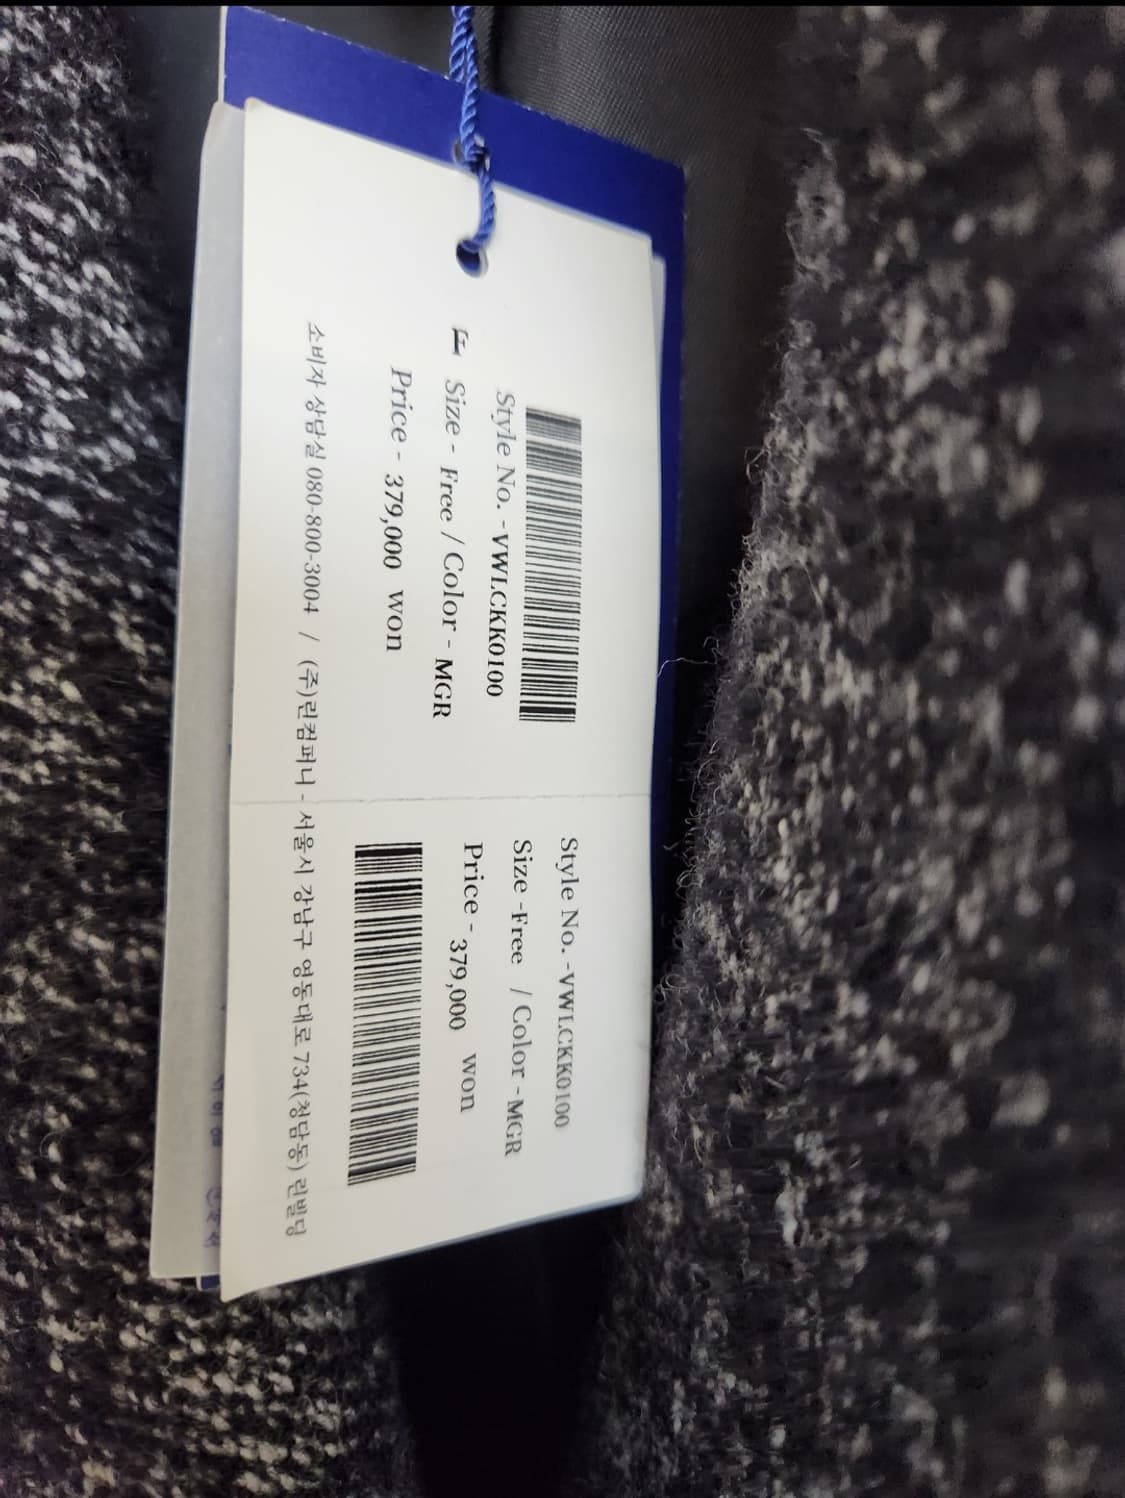 Style No. -VWLCKK0100
Size - Free / Color - MGR
Price - 379,000 won
소비자 상담실 080-800-3004 / (주)린컴퍼니 - 서울시 강남구 영동대로 734(청담동) 린빌딩
Style No. -VWLCKK0100
Size -Free / Color -MGR
Price - 379,000 won